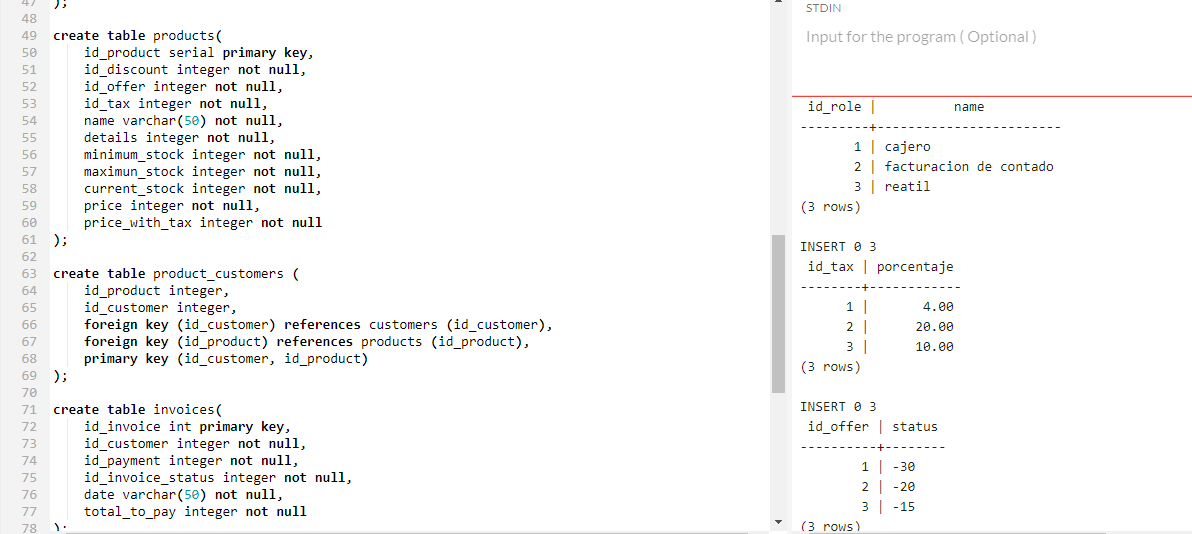 47 );
48
49 create table products(
50 id_product serial primary key,
51 id_discount integer not null,
52 id_offer integer not null,
53 id_tax integer not null,
54 name varchar(50) not null,
55 details integer not null,
56 minimum_stock integer not null,
57 maximun_stock integer not null,
58 current_stock integer not null,
59 price integer not null,
60 price_with_tax integer not null
61 );
62
63 create table product_customers (
64 id_product integer,
65 id_customer integer,
66 foreign key (id_customer) references customers (id_customer),
67 foreign key (id_product) references products (id_product),
68 primary key (id_customer, id_product)
69 );
70
71 create table invoices(
72 id_invoice int primary key,
73 id_customer integer not null,
74 id_payment integer not null,
75 id_invoice_status integer not null,
76 date varchar(50) not null,
77 total_to_pay integer not null
78 );
STDIN
Input for the program ( Optional )
id_role | name
---------+------------------------
1 | cajero
2 | facturacion de contado
3 | reatil
(3 rows)
INSERT 0 3
id_tax | porcentaje
--------+------------
1 | 4.00
2 | 20.00
3 | 10.00
(3 rows)
INSERT 0 3
id_offer | status
----------+--------
1 | -30
2 | -20
3 | -15
(3 rows)